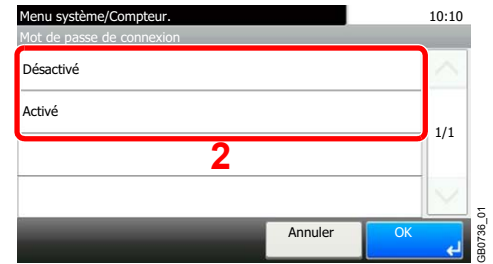 Menu système/Compteur. 10:10
Mot de passe de connexion
Désactivé
Activé
1/1
2
Annuler OK
GB0736_01